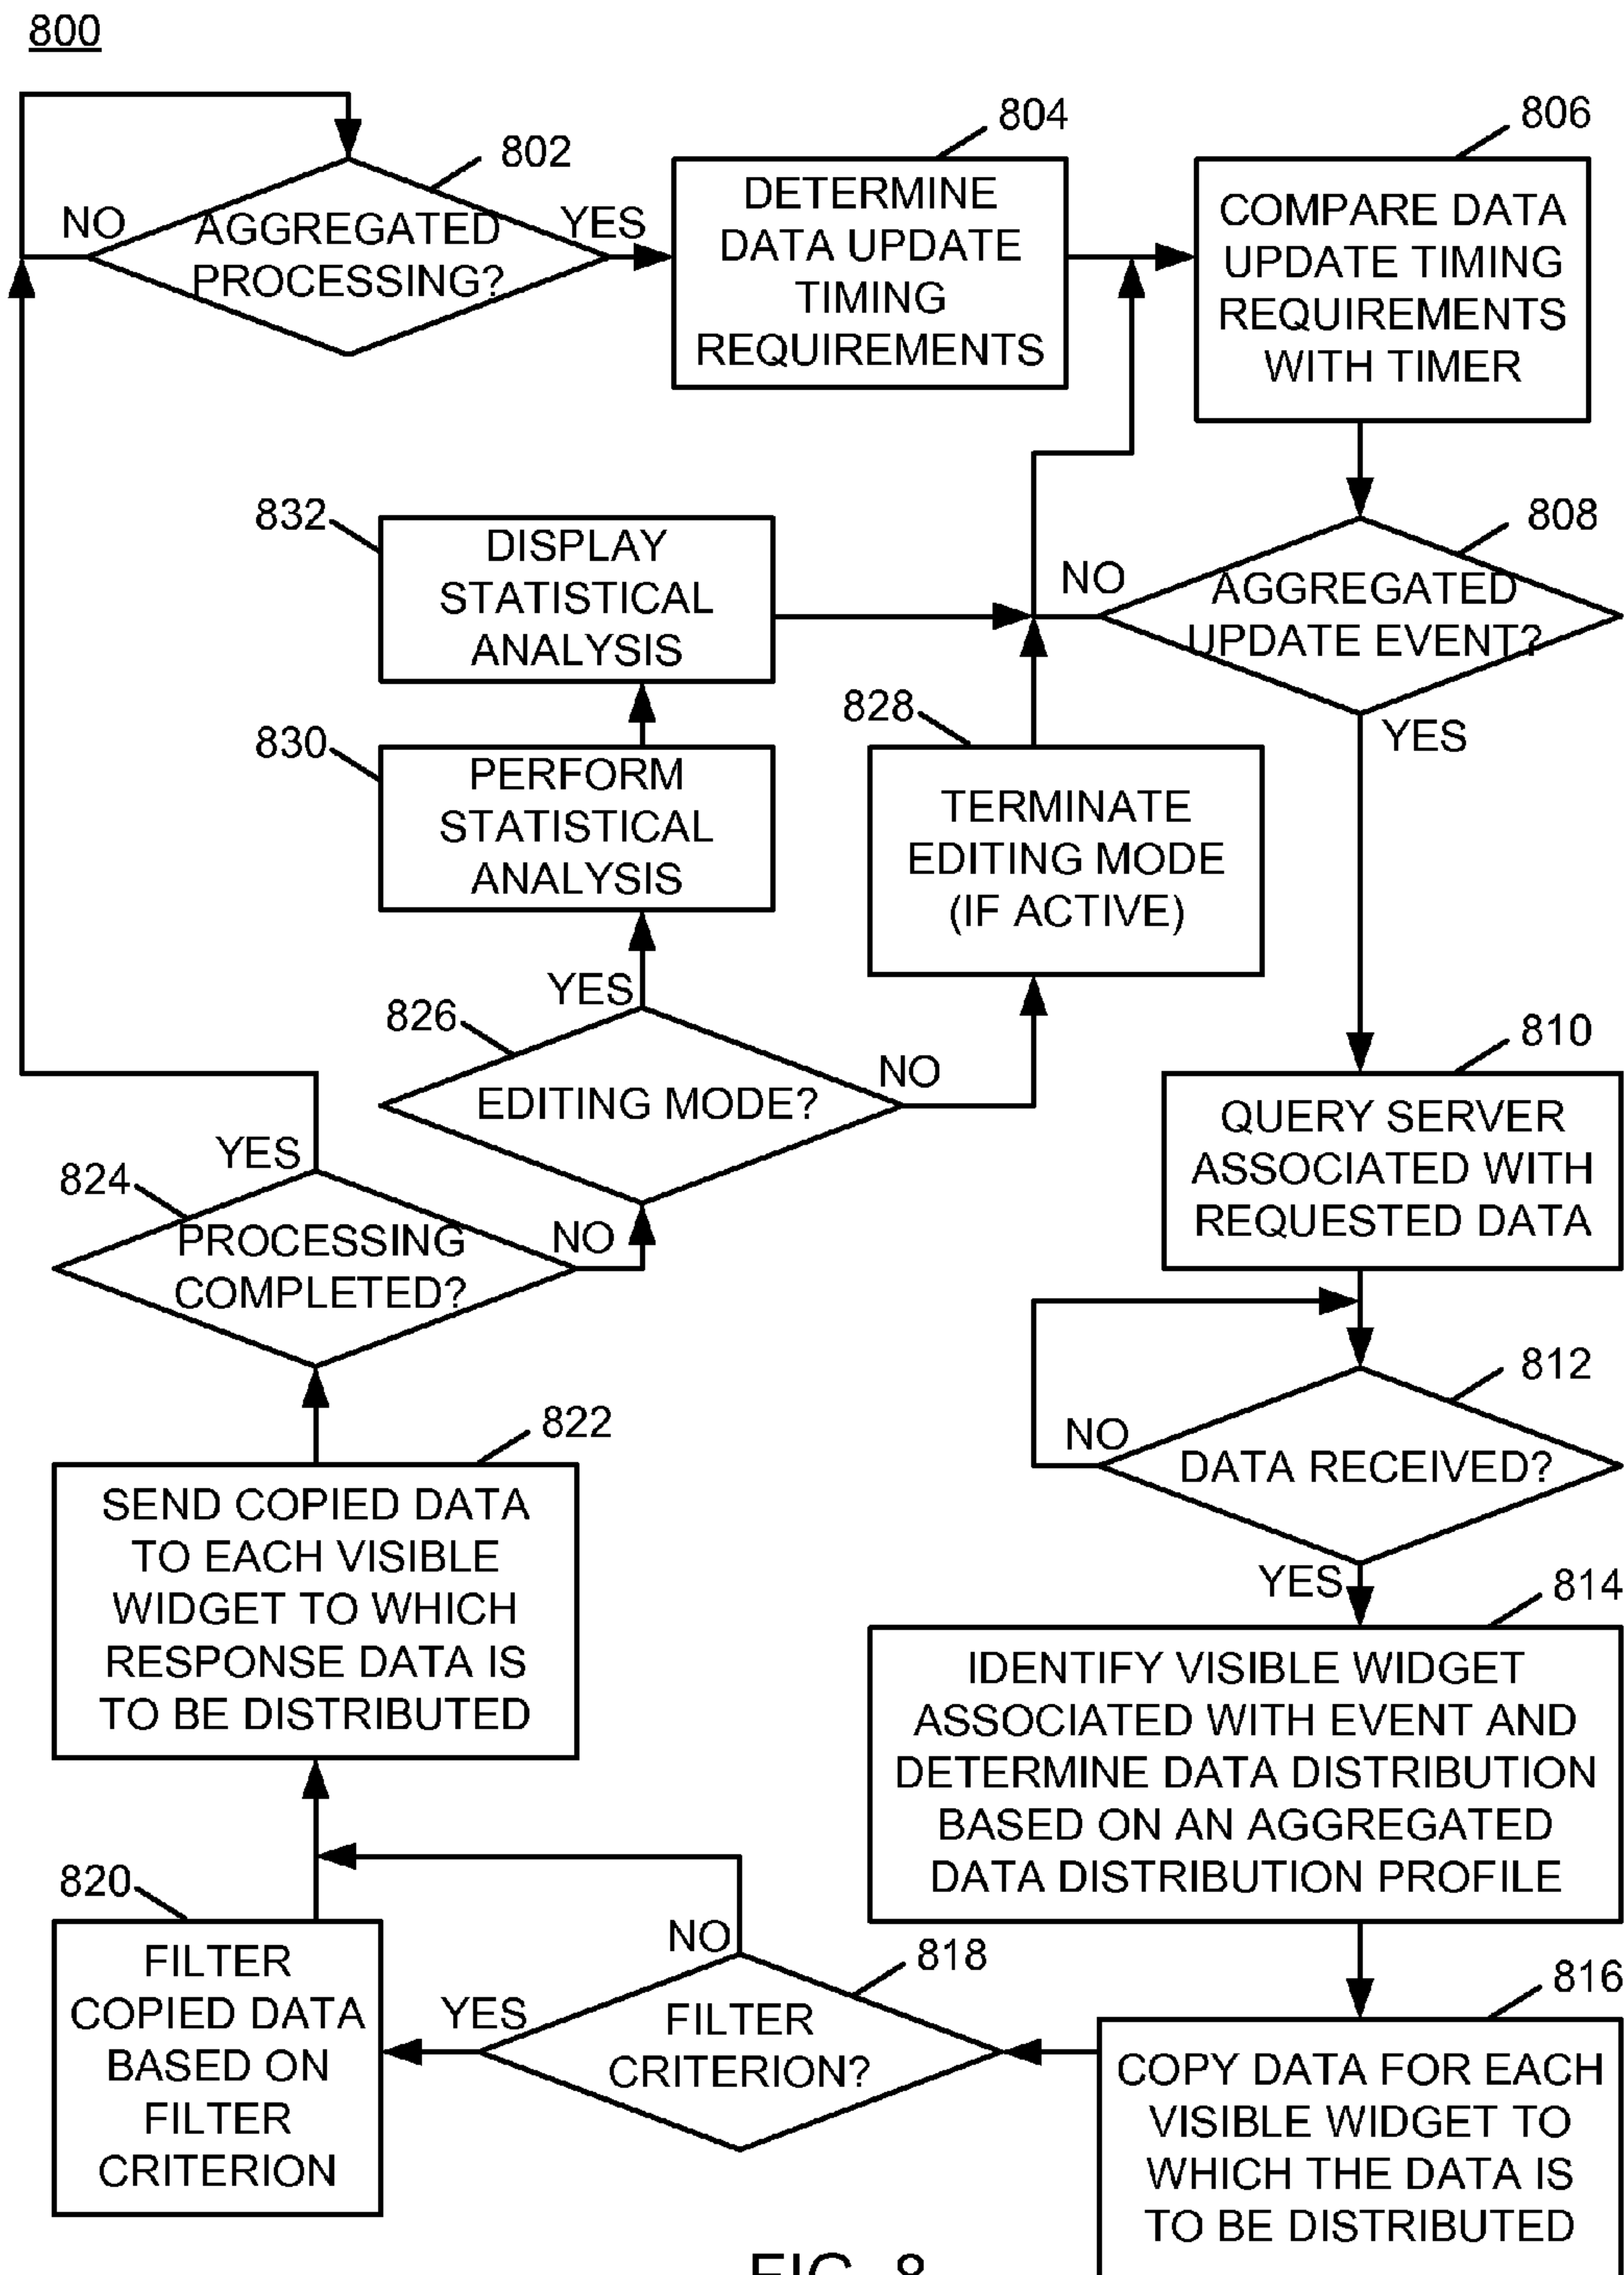 800
802
NO
AGGREGATED
PROCESSING?
YES
804
DETERMINE
DATA UPDATE
TIMING
REQUIREMENTS
806
COMPARE DATA
UPDATE TIMING
REQUIREMENTS
WITH TIMER
808
NO
AGGREGATED
UPDATE EVENT?
YES
832
DISPLAY
STATISTICAL
ANALYSIS
830
PERFORM
STATISTICAL
ANALYSIS
828
TERMINATE
EDITING MODE
(IF ACTIVE)
YES
826
EDITING MODE?
NO
810
QUERY SERVER
ASSOCIATED WITH
REQUESTED DATA
YES
824
PROCESSING
COMPLETED?
NO
812
NO
DATA RECEIVED?
YES
822
SEND COPIED DATA
TO EACH VISIBLE
WIDGET TO WHICH
RESPONSE DATA IS
TO BE DISTRIBUTED
814
IDENTIFY VISIBLE WIDGET
ASSOCIATED WITH EVENT AND
DETERMINE DATA DISTRIBUTION
BASED ON AN AGGREGATED
DATA DISTRIBUTION PROFILE
820
FILTER
COPIED DATA
BASED ON
FILTER
CRITERION
YES
NO
818
FILTER
CRITERION?
816
COPY DATA FOR EACH
VISIBLE WIDGET TO
WHICH THE DATA IS
TO BE DISTRIBUTED
FIG. 8